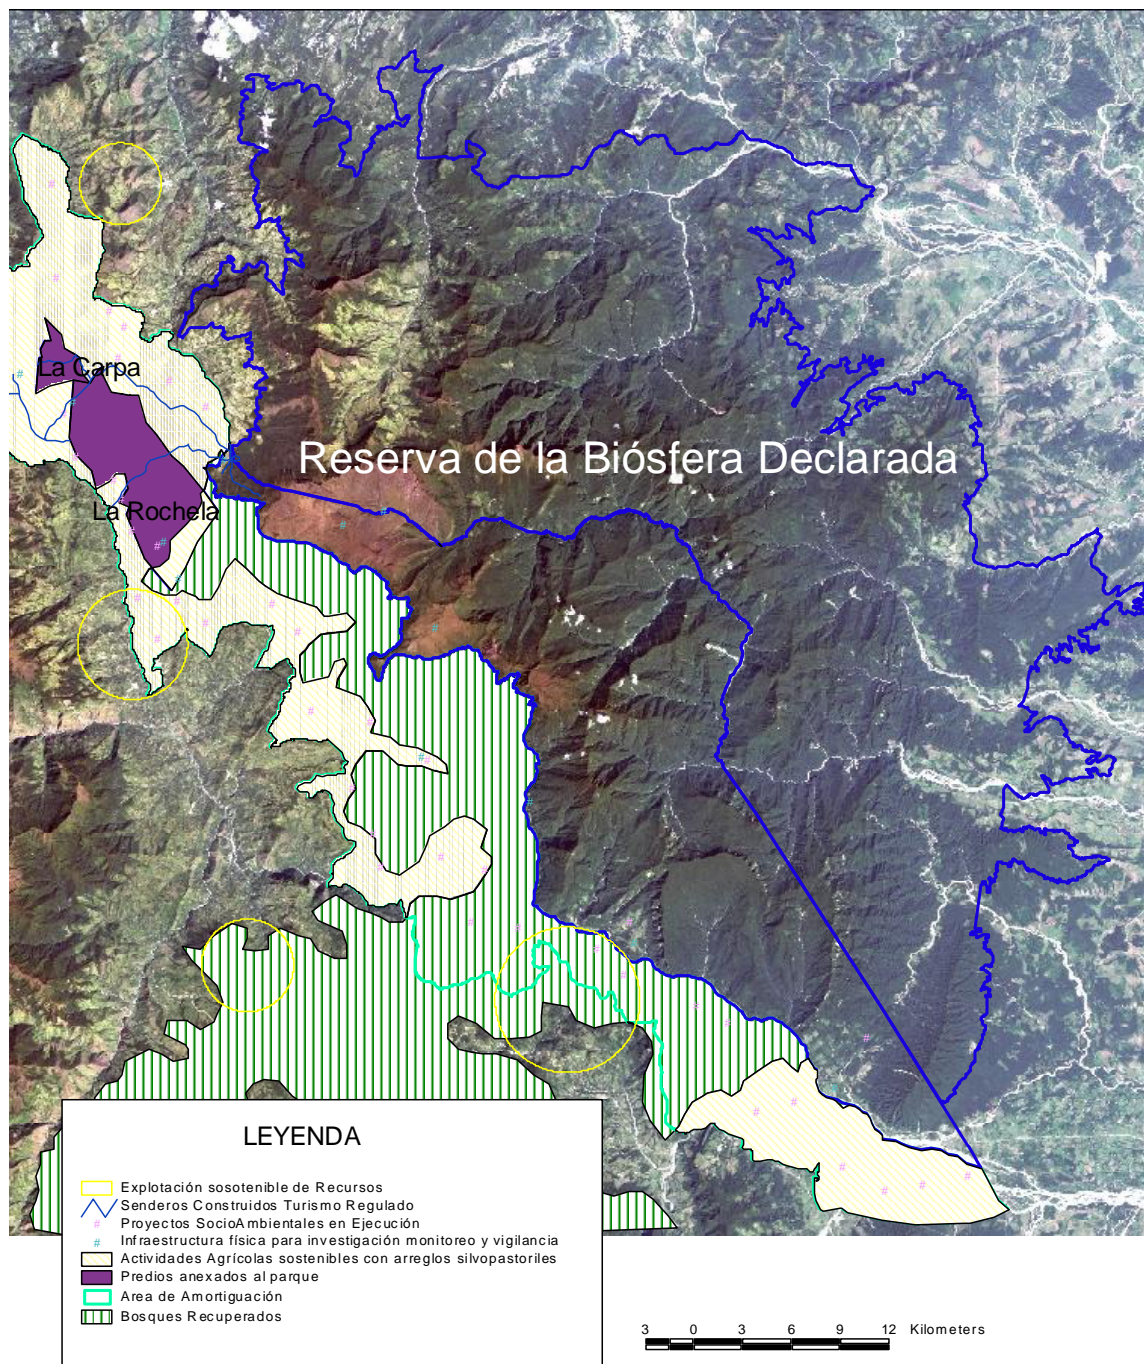 La Carpa
Reserva de la Biósfera Declarada
La Rochela
LEYENDA
Explotación sosotenible de Recursos
Senderos Construidos Turismo Regulado
# Proyectos SocioAmbientales en Ejecución
# Infraestructura física para investigación monitoreo y vigilancia
Actividades Agrícolas sostenibles con arreglos silvopastoriles
Predios anexados al parque
Area de Amortiguación
Bosques Recuperados
3 0 3 6 9 12 Kilometers